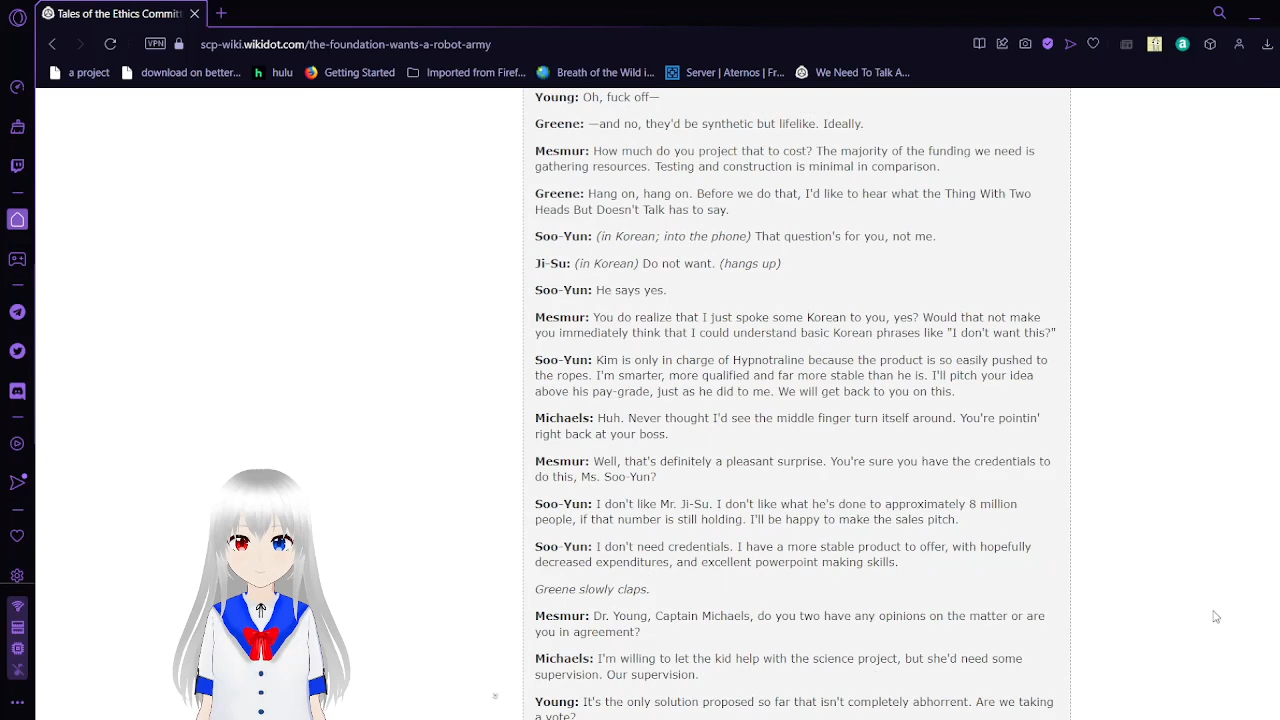 Tales of the Ethics Committ
VPN
scp-wiki.wikidot.com/the-foundation-wants-a-robot-army
a project
download on better...
h hulu
Getting Started
Imported from Firef...
Breath of the Wild i...
Server | Aternos | Fr...
We Need To Talk A...
Young: Oh, fuck off—
Greene: —and no, they'd be synthetic but lifelike. Ideally.
Mesmur: How much do you project that to cost? The majority of the funding we need is
gathering resources. Testing and construction is minimal in comparison.
Greene: Hang on, hang on. Before we do that, I'd like to hear what the Thing With Two
Heads But Doesn't Talk has to say.
Soo-Yun: (in Korean; into the phone) That question's for you, not me.
Ji-Su: (in Korean) Do not want. (hangs up)
Soo-Yun: He says yes.
Mesmur: You do realize that I just spoke some Korean to you, yes? Would that not make
you immediately think that I could understand basic Korean phrases like "I don't want this?"
Soo-Yun: Kim is only in charge of Hypnotraline because the product is so easily pushed to
the ropes. I'm smarter, more qualified and far more stable than he is. I'll pitch your idea
above his pay-grade, just as he did to me. We will get back to you on this.
Michaels: Huh. Never thought I'd see the middle finger turn itself around. You're pointin'
right back at your boss.
Mesmur: Well, that's definitely a pleasant surprise. You're sure you have the credentials to
do this, Ms. Soo-Yun?
Soo-Yun: I don't like Mr. Ji-Su. I don't like what he's done to approximately 8 million
people, if that number is still holding. I'll be happy to make the sales pitch.
Soo-Yun: I don't need credentials. I have a more stable product to offer, with hopefully
decreased expenditures, and excellent powerpoint making skills.
Greene slowly claps.
Mesmur: Dr. Young, Captain Michaels, do you two have any opinions on the matter or are
you in agreement?
Michaels: I'm willing to let the kid help with the science project, but she'd need some
supervision. Our supervision.
Young: It's the only solution proposed so far that isn't completely abhorrent. Are we taking
a vote?